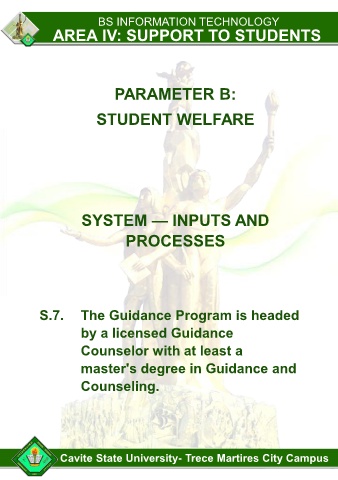 BS INFORMATION TECHNOLOGY
AREA IV: SUPPORT TO STUDENTS
PARAMETER B:
STUDENT WELFARE
SYSTEM — INPUTS AND
PROCESSES
S.7. The Guidance Program is headed
by a licensed Guidance
Counselor with at least a
master's degree in Guidance and
Counseling.
Cavite State University- Trece Martires City Campus